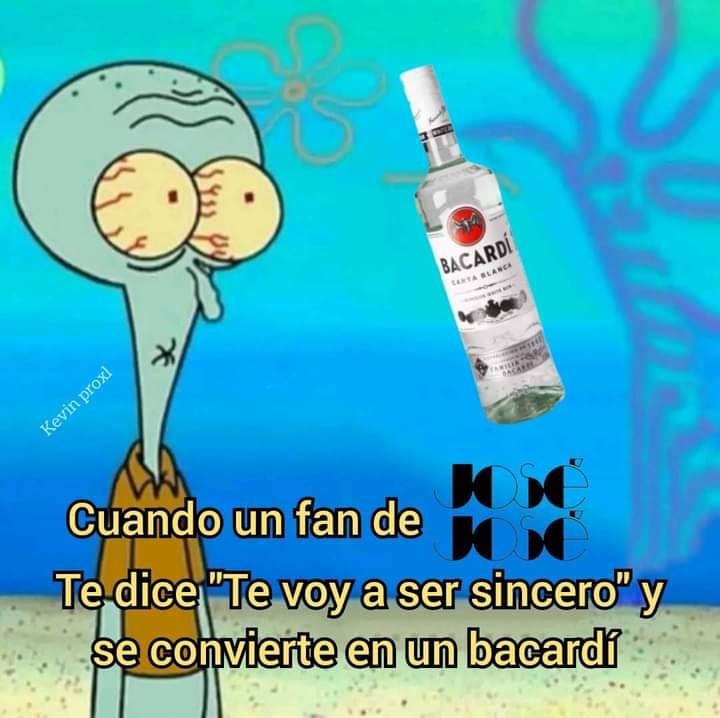 BACARDÍ
CARTA BLANCA
Kevin proxl
Cuando un fan de José
José
Te dice "Te voy a ser sincero" y
se convierte en un bacardí